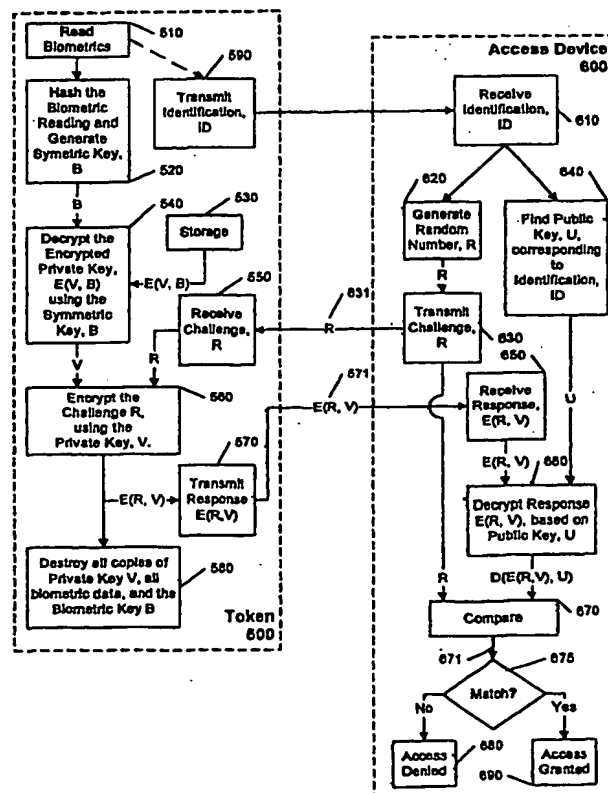 Read
Biometrics
510
590
Hash the
Biometric
Reading and
Generate
Symetric Key,
B
520
Transmit
Identification,
ID
B
540
530
Storage
Decrypt the
Encrypted
Private Key,
E(V, B)
using the
Symmetric
Key, B
E(V, B)
550
Receive
Challenge,
R
V
R
560
Encrypt the
Challenge R,
using the
Private Key, V.
570
E(R, V)
Transmit
Response
E(R,V)
Destroy all copies of
Private Key V, all
biometric data, and the
Biometric Key B
580
Token
500
631
R
571
E(R, V)
Access Device
600
Receive
Identification,
ID
610
620
640
Generate
Random
Number, R
Find Public
Key, U,
corresponding
to
Identification,
ID
R
Transmit
Challenge,
R
630
650
Receive
Response,
E(R, V)
U
E(R, V)
660
Decrypt Response
E(R, V), based on
Public Key, U
R
D(E(R,V), U)
Compare
670
671
675
Match?
No
Yes
Access
Denied
680
Access
Granted
690